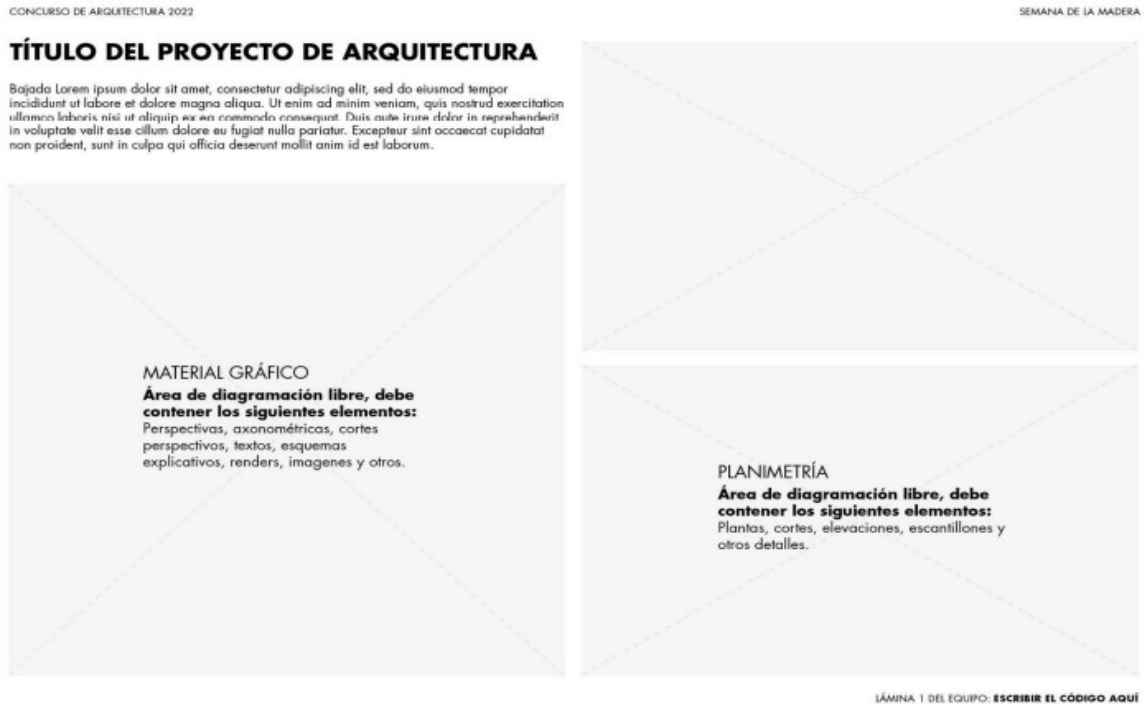 CONCURSO DE ARQUITECTURA 2022
SEMANA DE LA MADERA
TÍTULO DEL PROYECTO DE ARQUITECTURA
Bajada Lorem ipsum dolor sit amet, consectetur adipiscing elit, sed do eiusmod tempor
incididunt ut labore et dolore magna aliqua. Ut enim ad minim veniam, quis nostrud exercitation
ullamco laboris nisi ut aliquip ex ea commodo consequat. Duis aute irure dolor in reprehenderit
in voluptate velit esse cillum dolore eu fugiat nulla pariatur. Excepteur sint occaecat cupidatat
non proident, sunt in culpa qui officia deserunt mollit anim id est laborum.
MATERIAL GRÁFICO
Área de diagramación libre, debe
contener los siguientes elementos:
Perspectivas, axonométricas, cortes
perspectivos, textos, esquemas
explicativos, renders, imagenes y otros.
PLANIMETRÍA
Área de diagramación libre, debe
contener los siguientes elementos:
Plantas, cortes, elevaciones, escantillones y
otros detalles.
LÁMINA 1 DEL EQUIPO: ESCRIBIR EL CÓDIGO AQUÍ